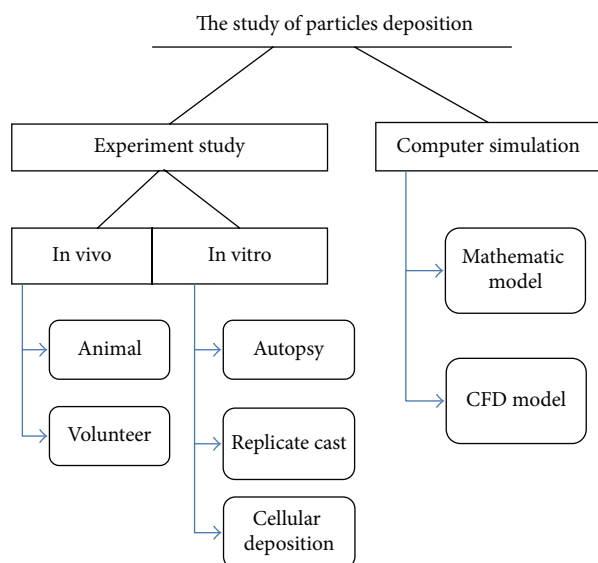 The study of particles deposition
Experiment study
Computer simulation
In vivo
In vitro
Mathematic
model
Animal
Autopsy
Volunteer
Replicate cast
CFD model
Cellular
deposition